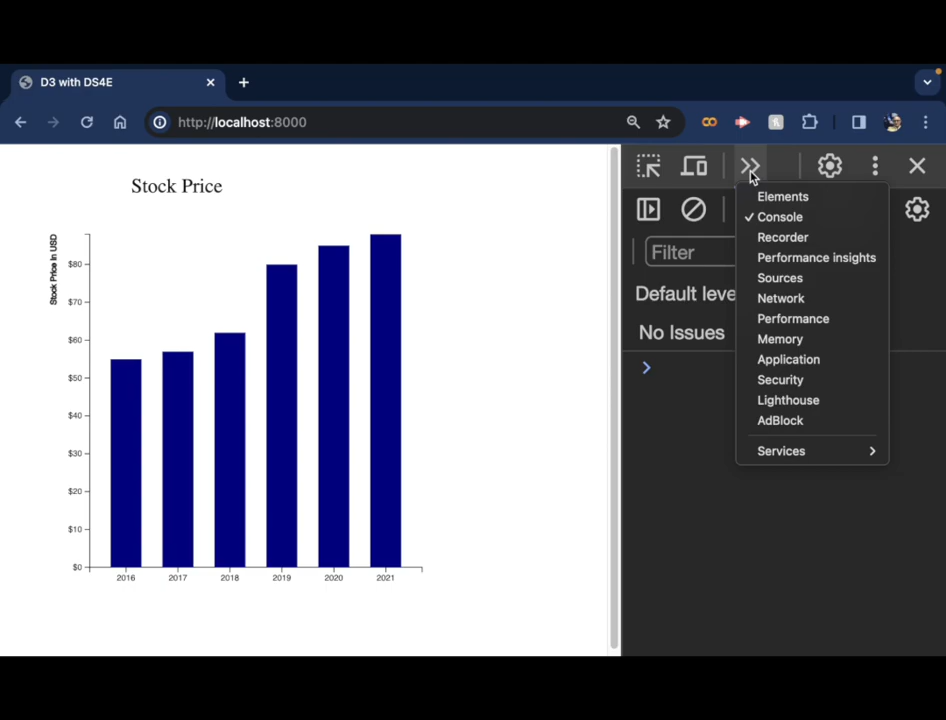 D3 with DS4E
http://localhost:8000
Stock Price
Stock Price in USD
$80
$70
$60
$50
$40
$30
$20
$10
$0
2016 2017 2018 2019 2020 2021
Filter
Default leve
No Issues
Elements
✓ Console
Recorder
Performance insights
Sources
Network
Performance
Memory
Application
Security
Lighthouse
AdBlock
Services